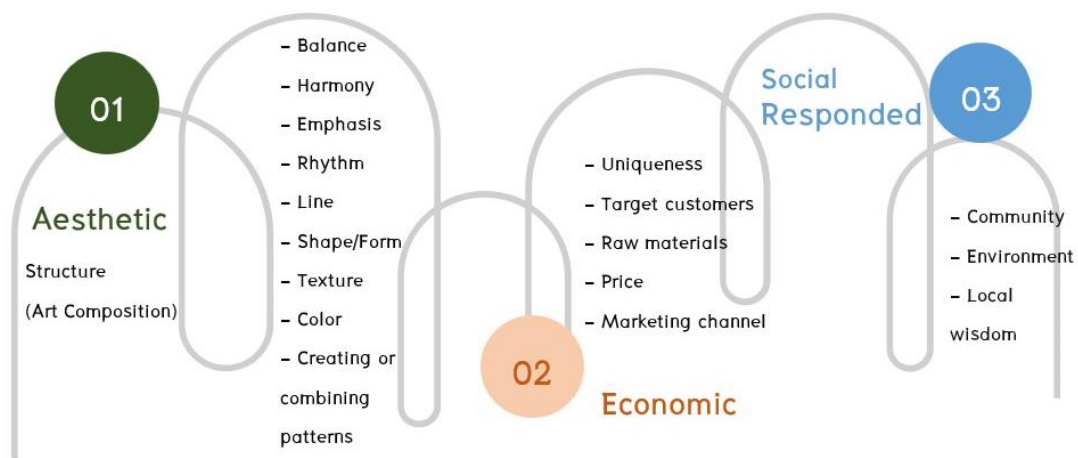 01
Aesthetic
Structure
(Art Composition)
– Balance
– Harmony
– Emphasis
– Rhythm
– Line
– Shape/Form
– Texture
– Color
– Creating or
combining
patterns
02
Economic
– Uniqueness
– Target customers
– Raw materials
– Price
– Marketing channel
Social
Responded
03
– Community
– Environment
– Local
wisdom